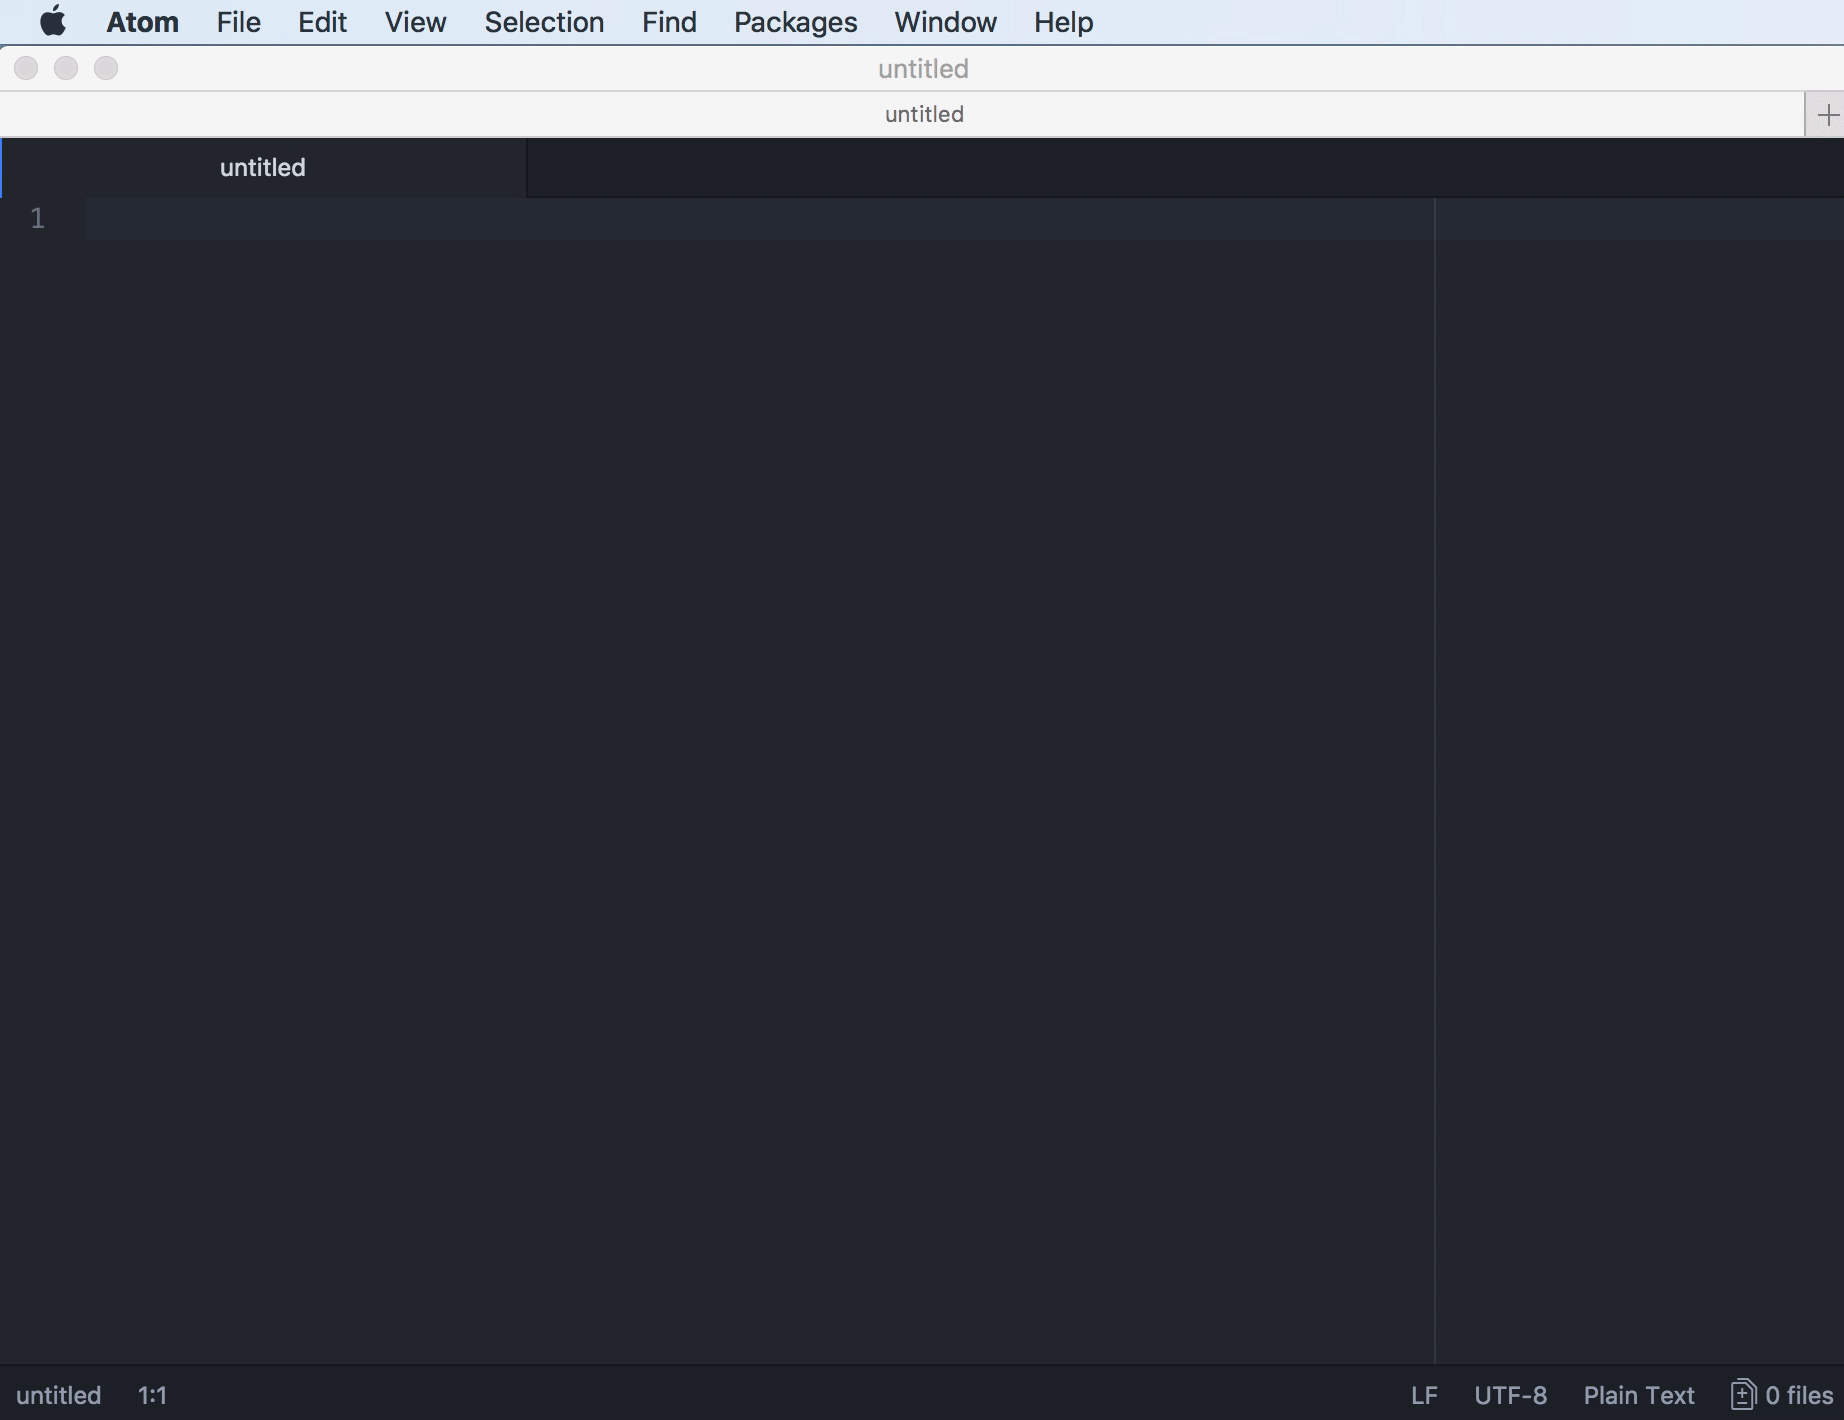 Atom File Edit View Selection Find Packages Window Help
untitled
untitled
untitled
1
untitled 1:1 LF UTF-8 Plain Text 0 files